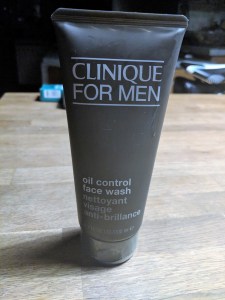 CLINIQUE
FOR MEN
oil control
face wash
nettoyant
visage
anti-brillance